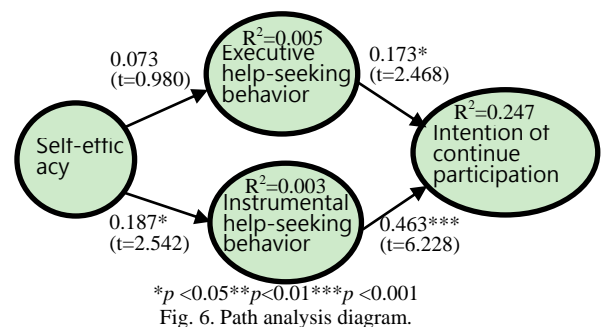 R²=0.005
Executive
help-seeking
behavior
0.073
(t=0.980)
0.173*
(t=2.468)
Self-effic
acy
R²=0.247
Intention of
continue
participation
R²=0.003
Instrumental
help-seeking
behavior
0.187*
(t=2.542)
0.463***
(t=6.228)
*p <0.05**p<0.01***p <0.001
Fig. 6. Path analysis diagram.